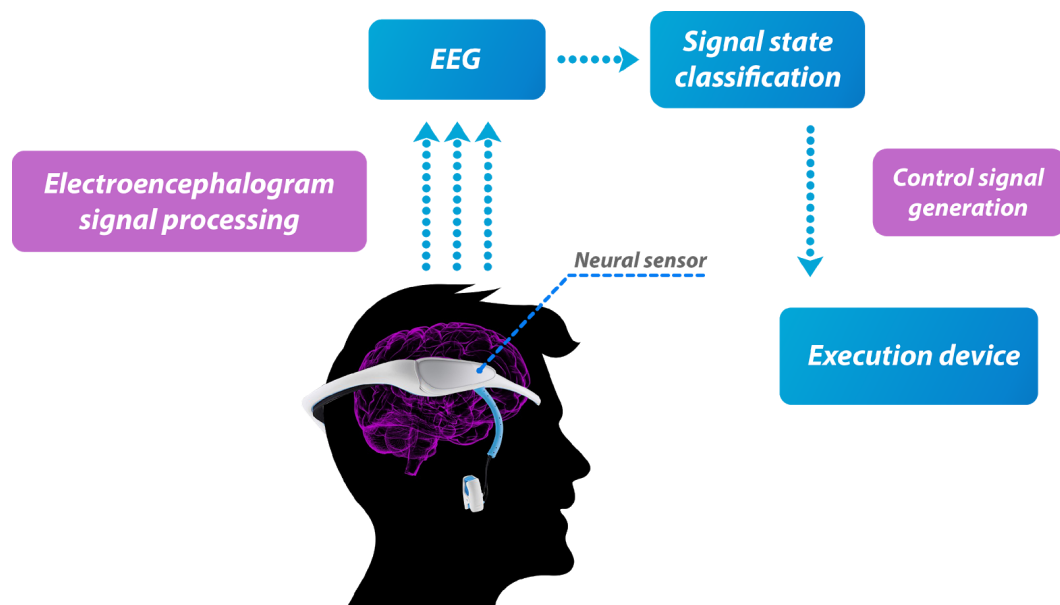 EEG
Signal state
classification
Electroencephalogram
signal processing
Control signal
generation
Neural sensor
Execution device